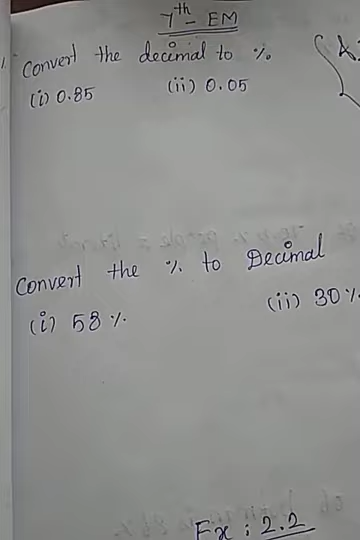 7th - EM
1. Convert the decimal to %
(i) 0.85 (ii) 0.05
Convert the % to Decimal
(i) 58 % (ii) 30 %
Ex : 2.2